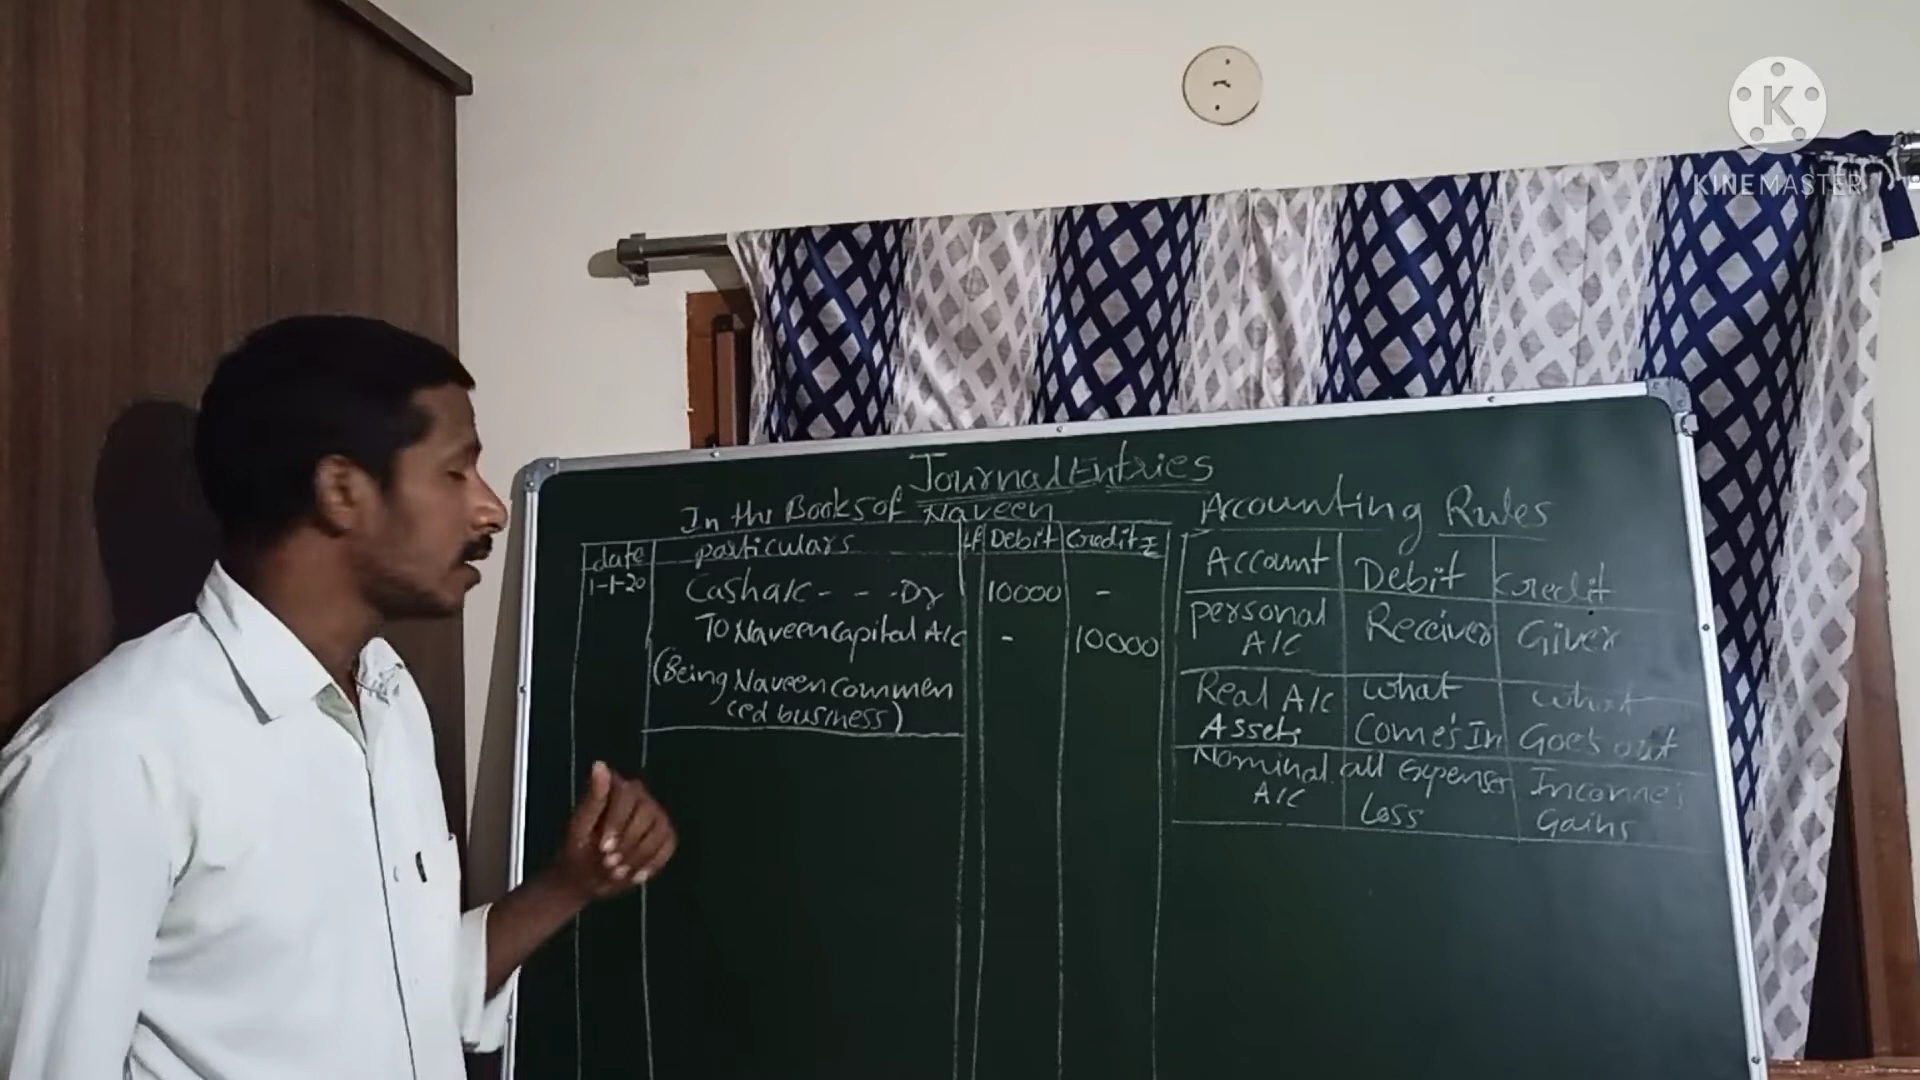 K
KINEMASTER
Journal Entries
In the Books of Naveen
date particulars LF Debit Credit
1-1-20 Cash a/c - - - Dr 10000 -
To Naveen capital A/c - 10000
(Being Naveen commen
ced business)
Accounting Rules
Account Debit Credit
personal A/C Receiver Giver
Real A/C what what
Assets Come's In Goes out
Nominal all expenses Income's
A/C Loss Gains